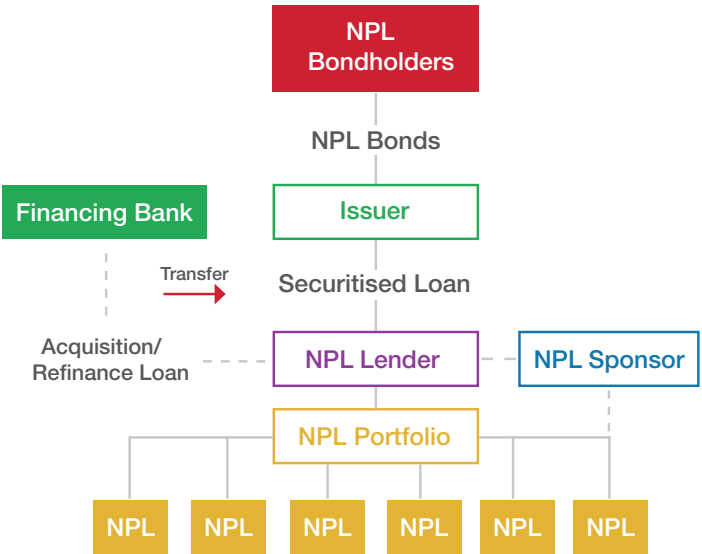 NPL
Bondholders
NPL Bonds
Financing Bank
Issuer
Transfer
Securitised Loan
Acquisition/
Refinance Loan
NPL Lender
NPL Sponsor
NPL Portfolio
NPL
NPL
NPL
NPL
NPL
NPL